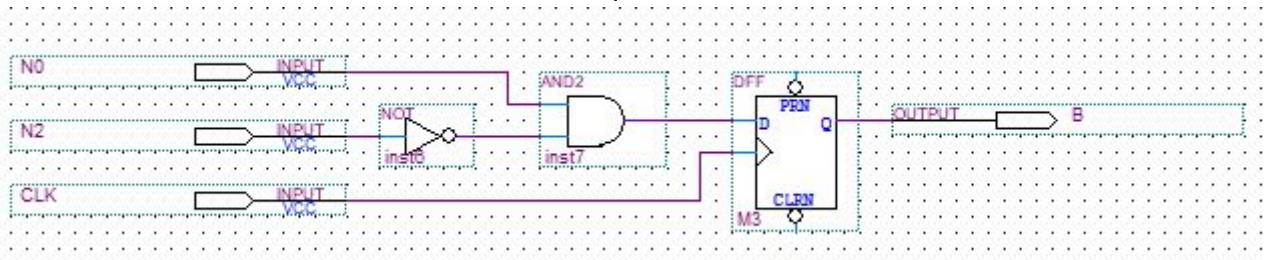 N0
INPUT
VCC
N2
INPUT
VCC
CLK
INPUT
VCC
NOT
inst6
AND2
inst7
DFF
PRN
D
Q
CLRN
M3
OUTPUT
B